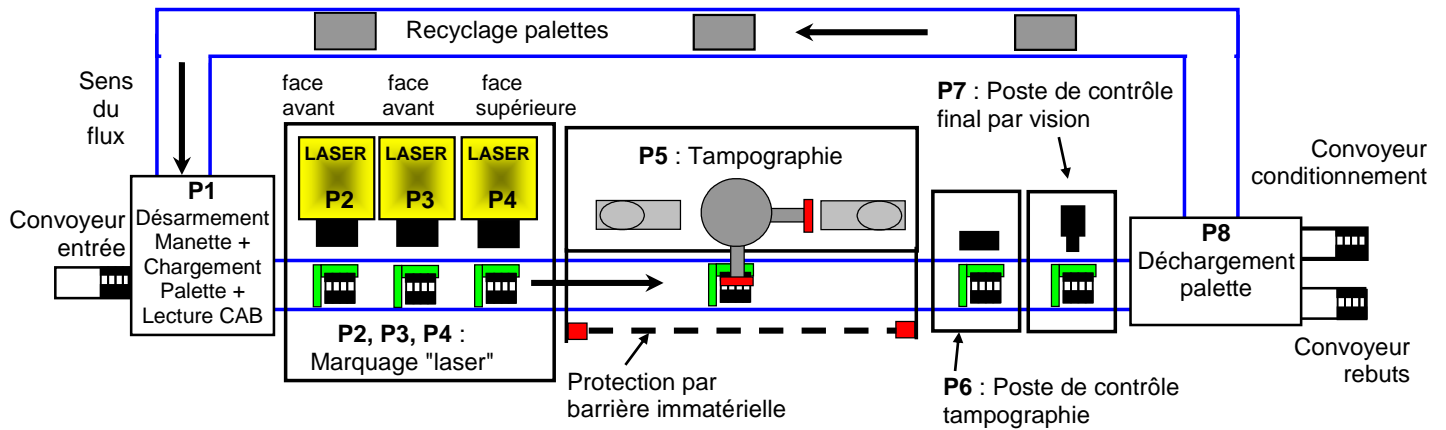 Recyclage palettes
Sens
du
flux
face
avant
face
avant
face
supérieure
P7 : Poste de contrôle
final par vision
LASER
P2
LASER
P3
LASER
P4
P5 : Tampographie
Convoyeur
conditionnement
P1
Désarmement
Manette +
Chargement
Palette +
Lecture CAB
Convoyeur
entrée
P8
Déchargement
palette
P2, P3, P4 :
Marquage "laser"
Protection par
barrière immatérielle
P6 : Poste de contrôle
tampographie
Convoyeur
rebuts